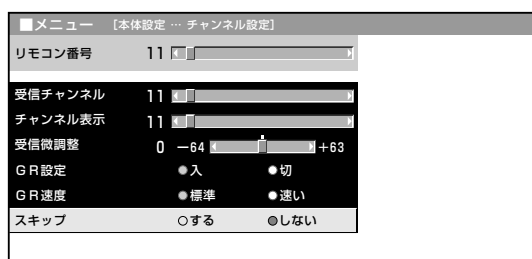 ■メニュー [本体設定 … チャンネル設定]
リモコン番号 11
受信チャンネル 11
チャンネル表示 11
受信微調整 0 －64 ＋63
ＧＲ設定 ●入 ●切
ＧＲ速度 ●標準 ●速い
スキップ ○する ●しない